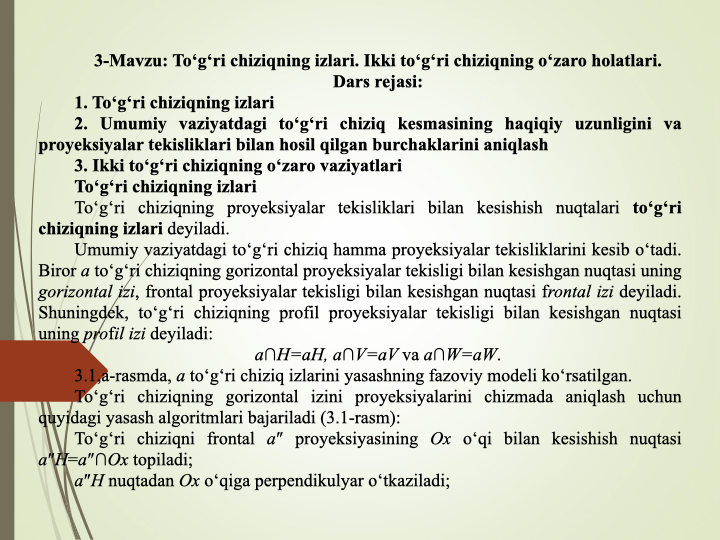 3-Mavzu: To‘g‘ri chiziqning izlari. Ikki to‘g‘ri chiziqning o‘zaro holatlari.
Dars rejasi:
1. To‘g‘ri chiziqning izlari
2. Umumiy vaziyatdagi to‘g‘ri chiziq kesmasining haqiqiy uzunligini va
proyeksiyalar tekisliklari bilan hosil qilgan burchaklarini aniqlash
3. Ikki to‘g‘ri chiziqning o‘zaro vaziyatlari
To‘g‘ri chiziqning izlari
To‘g‘ri chiziqning proyeksiyalar tekisliklari bilan kesishish nuqtalari to‘g‘ri
chiziqning izlari deyiladi.
Umumiy vaziyatdagi to‘g‘ri chiziq hamma proyeksiyalar tekisliklarini kesib o‘tadi.
Biror a to‘g‘ri chiziqning gorizontal proyeksiyalar tekisligi bilan kesishgan nuqtasi uning
gorizontal izi, frontal proyeksiyalar tekisligi bilan kesishgan nuqtasi frontal izi deyiladi.
Shuningdek, to‘g‘ri chiziqning profil proyeksiyalar tekisligi bilan kesishgan nuqtasi
uning profil izi deyiladi:
a∩H=aH, a∩V=aV va a∩W=aW.
3.1,a-rasmda, a to‘g‘ri chiziq izlarini yasashning fazoviy modeli ko‘rsatilgan.
To‘g‘ri chiziqning gorizontal izini proyeksiyalarini chizmada aniqlash uchun
quyidagi yasash algoritmlari bajariladi (3.1-rasm):
To‘g‘ri chiziqni frontal a″ proyeksiyasining Ox o‘qi bilan kesishish nuqtasi
a″H=a″∩Ox topiladi;
a″H nuqtadan Ox o‘qiga perpendikulyar o‘tkaziladi;